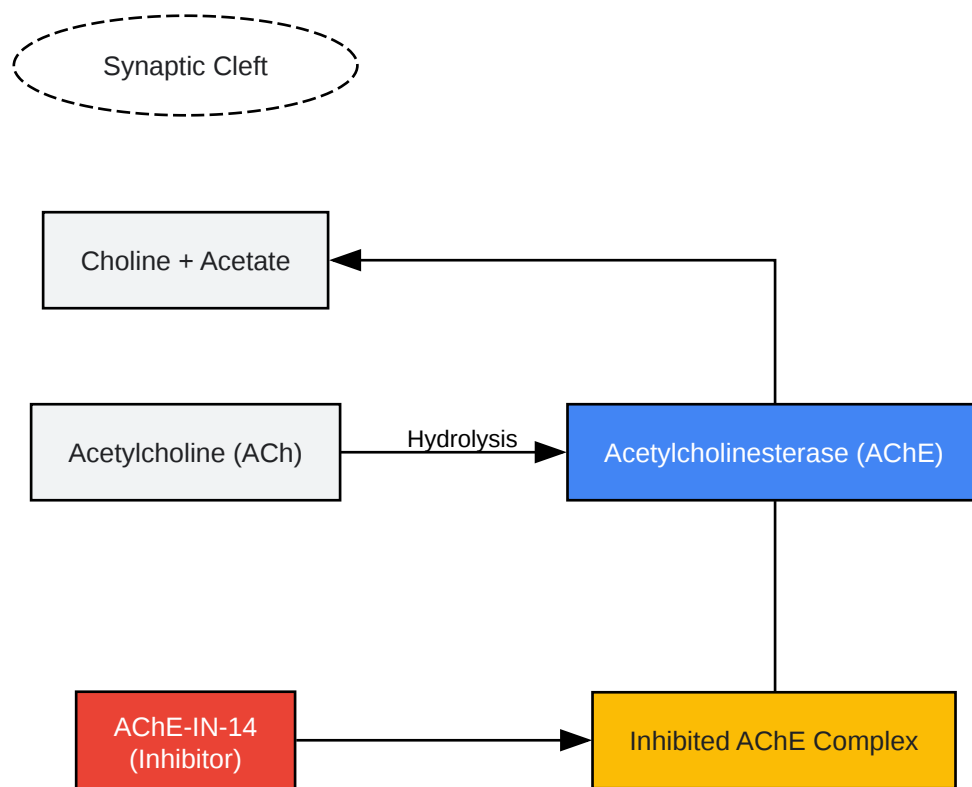 Synaptic Cleft
Choline + Acetate
Acetylcholine (ACh)
Hydrolysis
Acetylcholinesterase (AChE)
AChE-IN-14
(Inhibitor)
Inhibited AChE Complex